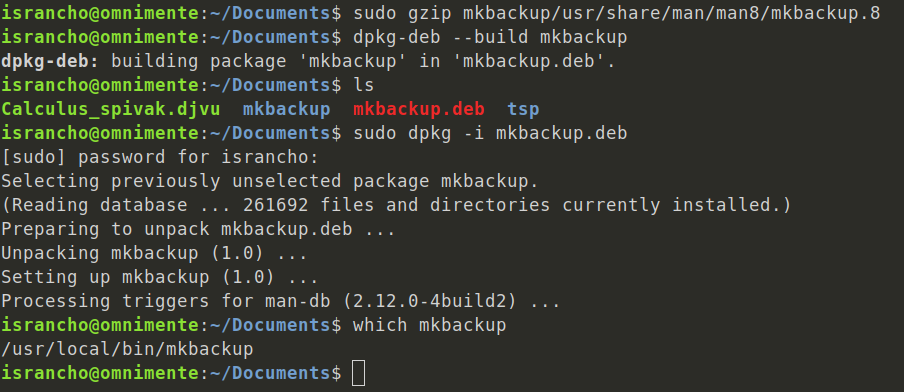 israncho@omnimente:~/Documents$ sudo gzip mkbackup/usr/share/man/man8/mkbackup.8
israncho@omnimente:~/Documents$ dpkg-deb --build mkbackup
dpkg-deb: building package 'mkbackup' in 'mkbackup.deb'.
israncho@omnimente:~/Documents$ ls
Calculus_spivak.djvu  mkbackup  mkbackup.deb  tsp
israncho@omnimente:~/Documents$ sudo dpkg -i mkbackup.deb
[sudo] password for israncho:
Selecting previously unselected package mkbackup.
(Reading database ... 261692 files and directories currently installed.)
Preparing to unpack mkbackup.deb ...
Unpacking mkbackup (1.0) ...
Setting up mkbackup (1.0) ...
Processing triggers for man-db (2.12.0-4build2) ...
israncho@omnimente:~/Documents$ which mkbackup
/usr/local/bin/mkbackup
israncho@omnimente:~/Documents$